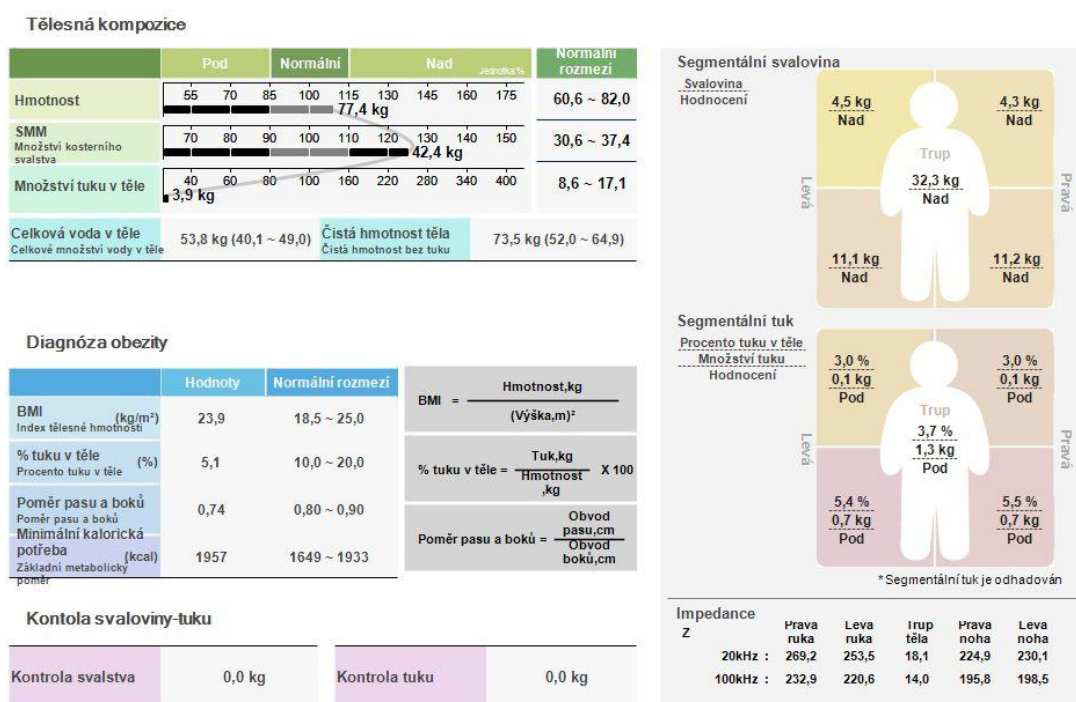 Tělesná kompozice
Pod Normální Nad Jednotka:% Normální rozmezí
Hmotnost 55 70 85 100 115 130 145 160 175 60,6 ~ 82,0
77,4 kg
SMM 70 80 90 100 110 120 130 140 150 30,6 ~ 37,4
Množství kosterního
svalstva
42,4 kg
Množství tuku v těle 40 60 80 100 160 220 280 340 400 8,6 ~ 17,1
3,9 kg
Celková voda v těle 53,8 kg (40,1 ~ 49,0) Čistá hmotnost těla 73,5 kg (52,0 ~ 64,9)
Celkové množství vody v těle Čistá hmotnost bez tuku
Diagnóza obezity
Hodnoty Normální rozmezí
BMI (kg/m²) 23,9 18,5 ~ 25,0
Index tělesné hmotnosti
% tuku v těle (%) 5,1 10,0 ~ 20,0
Procento tuku v těle
Poměr pasu a boků 0,74 0,80 ~ 0,90
Poměr pasu a boků
Minimální kalorická
potřeba (kcal) 1957 1649 ~ 1933
Základní metabolický
poměr
BMI = Hmotnost,kg
(Výška,m)²
% tuku v těle = Tuk,kg X 100
Hmotnost
,kg
Poměr pasu a boků = Obvod
pasu,cm
Obvod
boků,cm
Kontola svaloviny-tuku
Kontrola svalstva 0,0 kg Kontrola tuku 0,0 kg
Segmentální svalovina
Svalovina
Hodnocení
4,5 kg 4,3 kg
Nad Nad
Trup
32,3 kg
Nad
Levá Pravá
11,1 kg 11,2 kg
Nad Nad
Segmentální tuk
Procento tuku v těle
Množství tuku
Hodnocení
3,0 % 3,0 %
0,1 kg 0,1 kg
Pod Pod
Trup
3,7 %
1,3 kg
Pod
Levá Pravá
5,4 % 5,5 %
0,7 kg 0,7 kg
Pod Pod
* Segmentální tuk je odhadován
Impedance
Z Prava ruka Leva ruka Trup těla Prava noha Leva noha
20kHz : 269,2 253,5 18,1 224,9 230,1
100kHz : 232,9 220,6 14,0 195,8 198,5